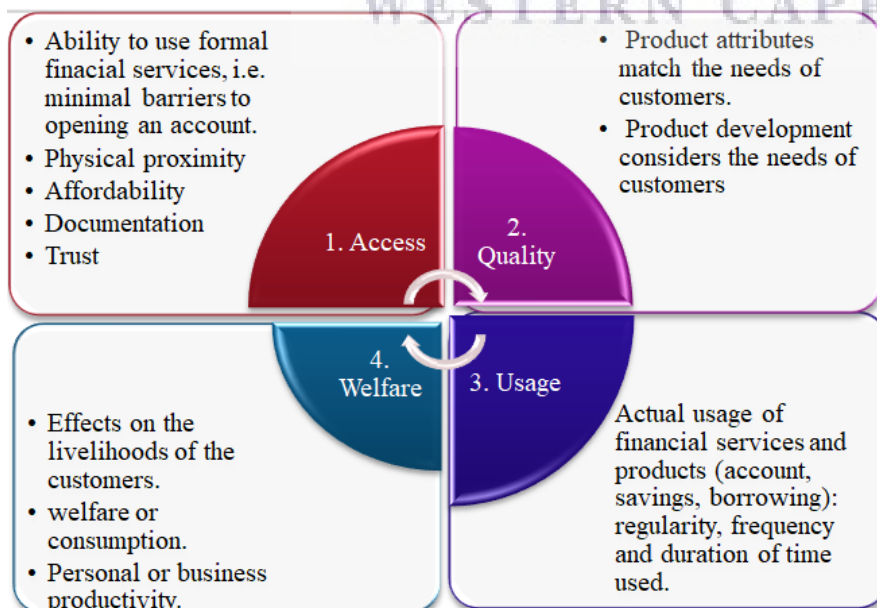 WESTERN CAPE
• Ability to use formal
finacial services, i.e.
minimal barriers to
opening an account.
• Physical proximity
• Affordability
• Documentation
• Trust
1. Access
• Product attributes
match the needs of
customers.
• Product development
considers the needs of
customers
2.
Quality
4.
Welfare
• Effects on the
livelihoods of the
customers.
• welfare or
consumption.
• Personal or business
productivity.
3. Usage
Actual usage of
financial services and
products (account,
savings, borrowing):
regularity, frequency
and duration of time
used.